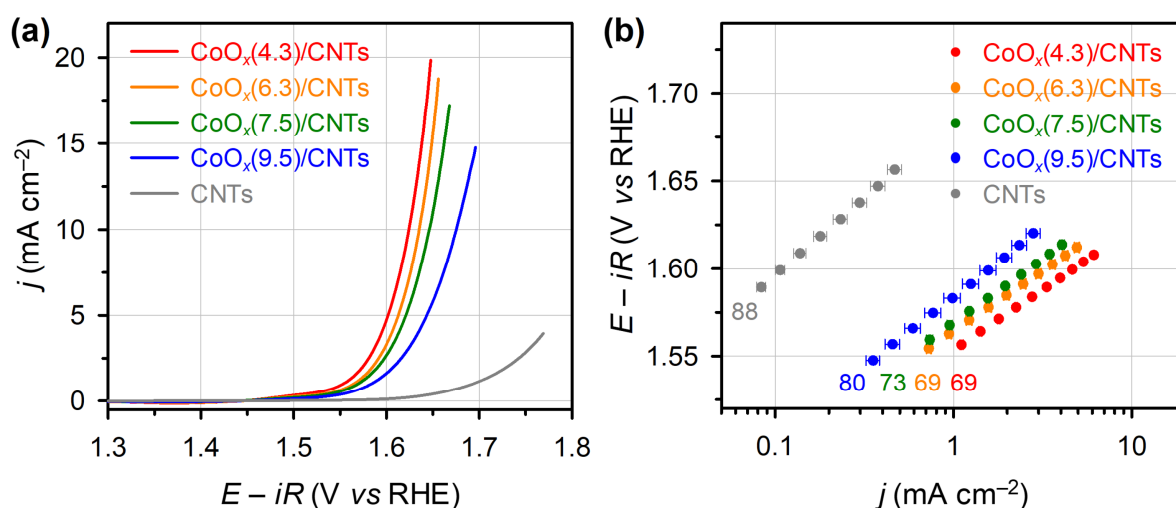 (a)
CoOₓ(4.3)/CNTs
CoOₓ(6.3)/CNTs
CoOₓ(7.5)/CNTs
CoOₓ(9.5)/CNTs
CNTs
20
15
10
5
0
j (mA cm⁻²)
1.3 1.4 1.5 1.6 1.7 1.8
E – iR (V vs RHE)
(b)
CoOₓ(4.3)/CNTs
CoOₓ(6.3)/CNTs
CoOₓ(7.5)/CNTs
CoOₓ(9.5)/CNTs
CNTs
1.70
1.65
1.60
1.55
E – iR (V vs RHE)
88
80 73 69 69
0.1 1 10
j (mA cm⁻²)